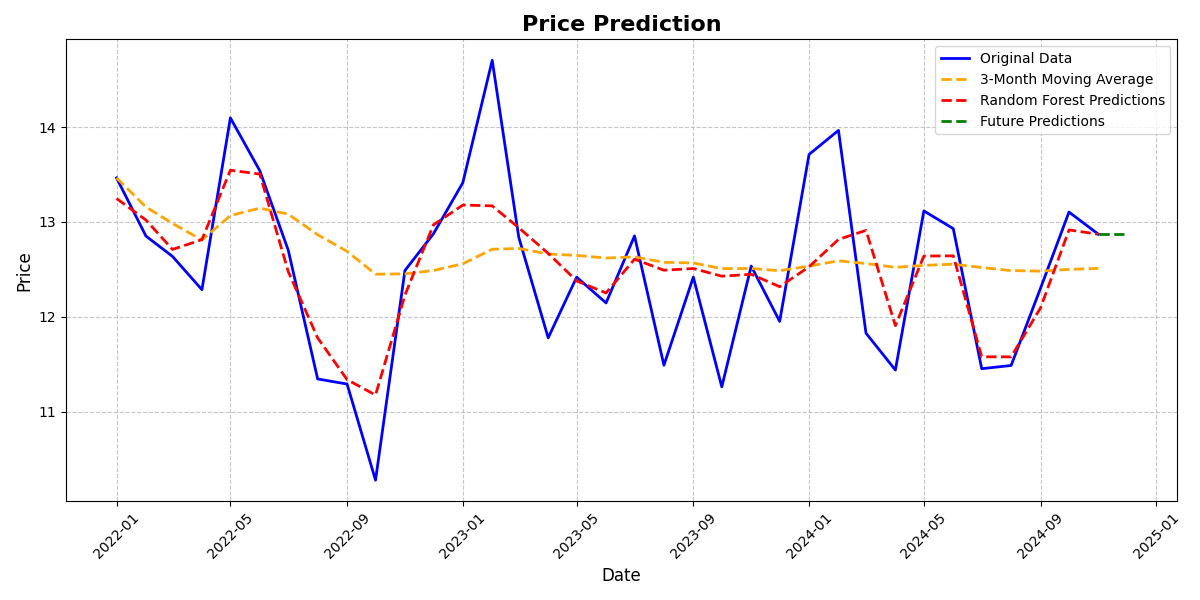 Price Prediction
Original Data
3-Month Moving Average
Random Forest Predictions
Future Predictions
Price
14
13
12
11
2022-01
2022-05
2022-09
2023-01
2023-05
2023-09
2024-01
2024-05
2024-09
2025-01
Date